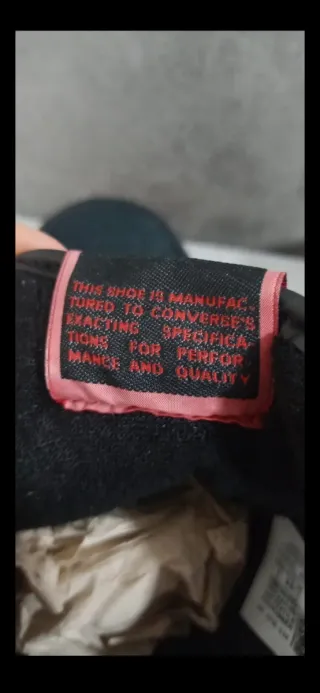 THIS SHOE IS MANUFAC-
TURED TO CONVERSE'S
EXACTING SPECIFICA-
TIONS FOR PERFOR-
MANCE AND QUALITY